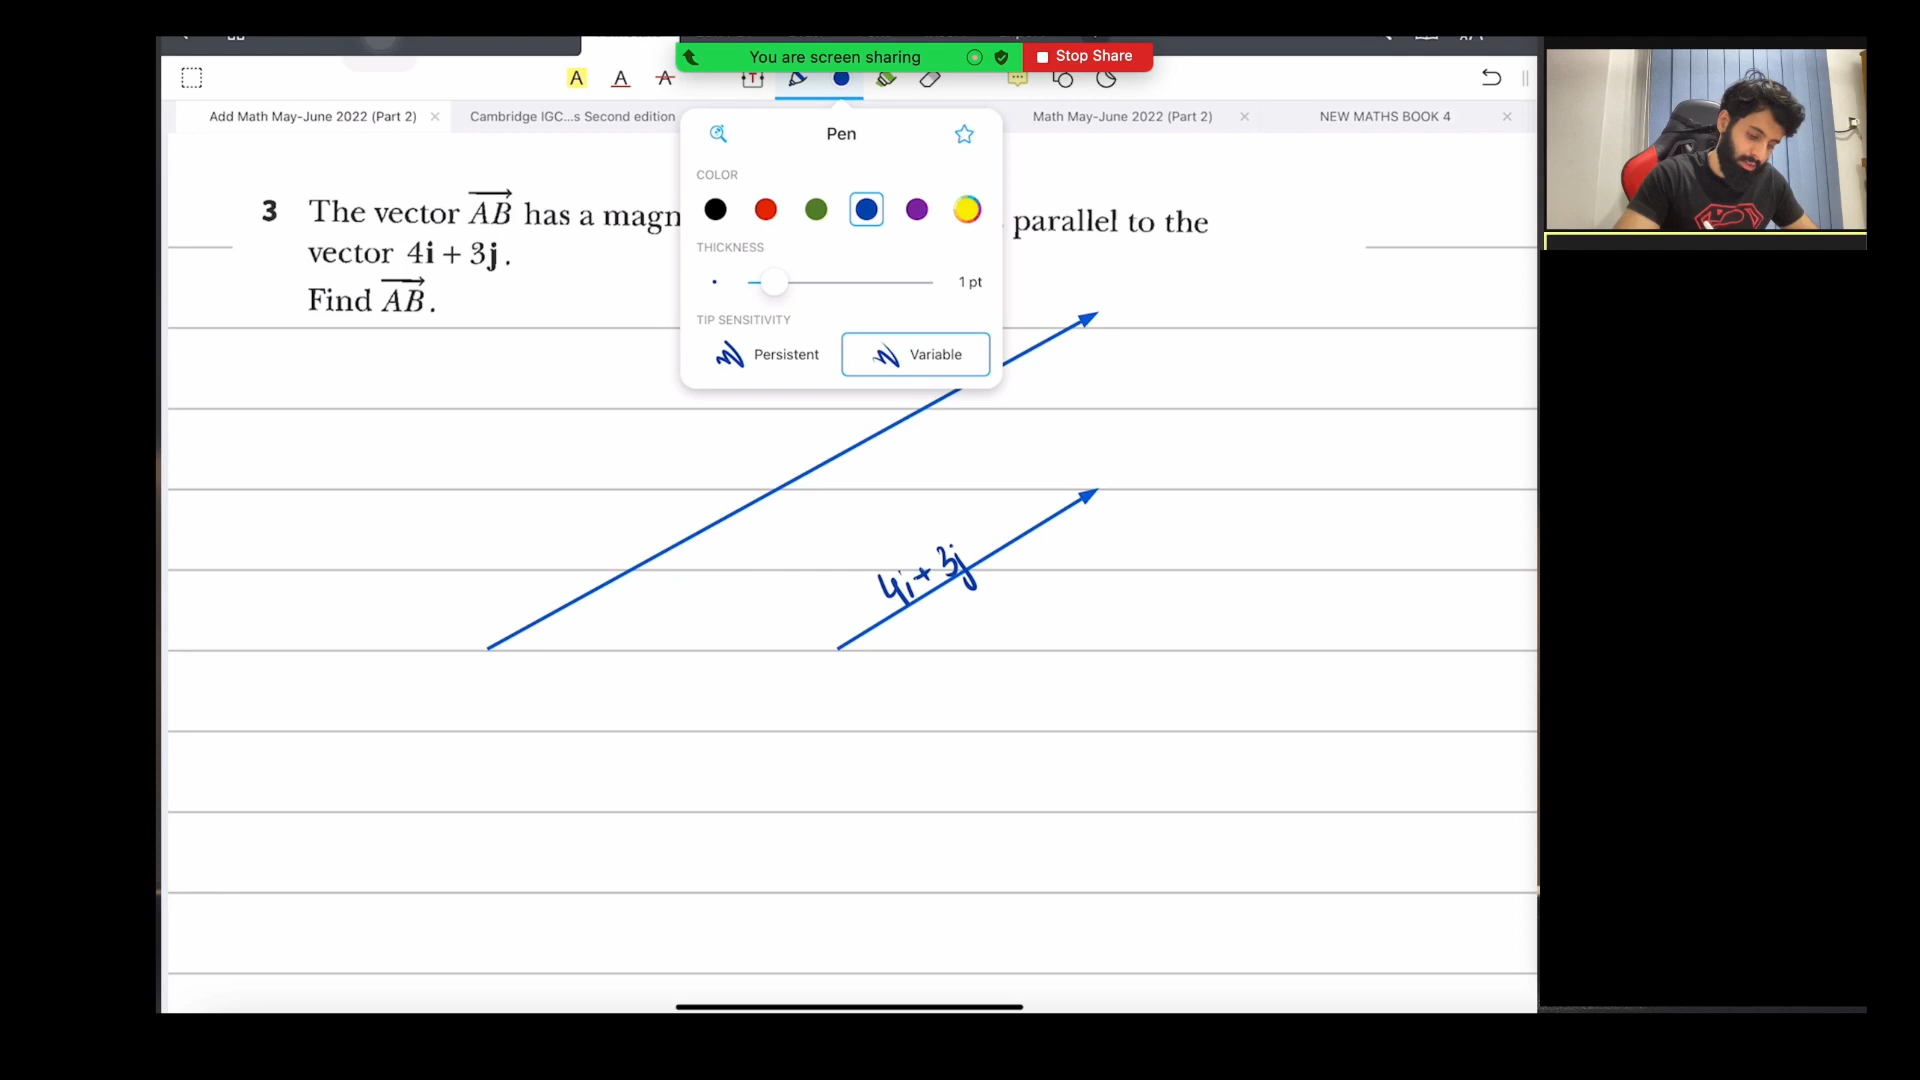 You are screen sharing
Stop Share
A A A T
Add Math May-June 2022 (Part 2)
Cambridge IGC...s Second edition
Math May-June 2022 (Part 2)
NEW MATHS BOOK 4
Pen
COLOR
THICKNESS
1 pt
TIP SENSITIVITY
Persistent
Variable
3 The vector AB has a magn parallel to the
vector 4i + 3j.
Find AB.
4i + 3j